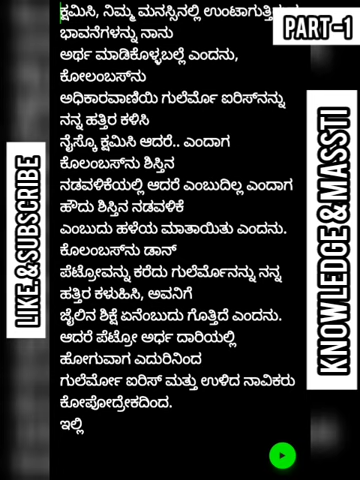 ಕ್ಷಮಿಸಿ, ನಿಮ್ಮ ಮನಸ್ಸಿನಲ್ಲಿ ಉಂಟಾಗುತ್ತಿ
PART-1
ಭಾವನೆಗಳನ್ನು ನಾನು
ಅರ್ಥ ಮಾಡಿಕೊಳ್ಳಬಲ್ಲೆ ಎಂದನು,
ಕೋಲಂಬಸ್‌ನು
ಅಧಿಕಾರವಾಣಿಯಿ ಗುಲೆರ್ಮೊ ಐರಿಸ್‌ನನ್ನು
ನನ್ನ ಹತ್ತಿರ ಕಳಿಸಿ
ನೈಸ್ಕೊ ಕ್ಷಮಿಸಿ ಆದರೆ.. ಎಂದಾಗ
ಕೊಲಂಬಸ್‌ನು ಶಿಸ್ತಿನ
ನಡವಳಿಕೆಯಲ್ಲಿ ಆದರೆ ಎಂಬುದಿಲ್ಲ ಎಂದಾಗ
ಹೌದು ಶಿಸ್ತಿನ ನಡವಳಿಕೆ
ಎಂಬುದು ಹಳೆಯ ಮಾತಾಯಿತು ಎಂದನು.
ಕೊಲಂಬಸ್‌ನು ಡಾನ್
ಪೆಟ್ರೋವನ್ನು ಕರೆದು ಗುಲೆರ್ಮೊನನ್ನು ನನ್ನ
ಹತ್ತಿರ ಕಳುಹಿಸಿ, ಅವನಿಗೆ
ಜೈಲಿನ ಶಿಕ್ಷೆ ಏನೆಂಬುದು ಗೊತ್ತಿದೆ ಎಂದನು.
ಆದರೆ ಪೆಟ್ರೋ ಅರ್ಧ ದಾರಿಯಲ್ಲಿ
ಹೋಗುವಾಗ ಎದುರಿನಿಂದ
ಗುಲೆರ್ಮೋ ಐರಿಸ್ ಮತ್ತು ಉಳಿದ ನಾವಿಕರು
ಕೋಪೋದ್ರೇಕದಿಂದ.
ಇಲ್ಲಿ
LIKE.&SUBSCRIBE
KNOWLEDGE&MASSTI